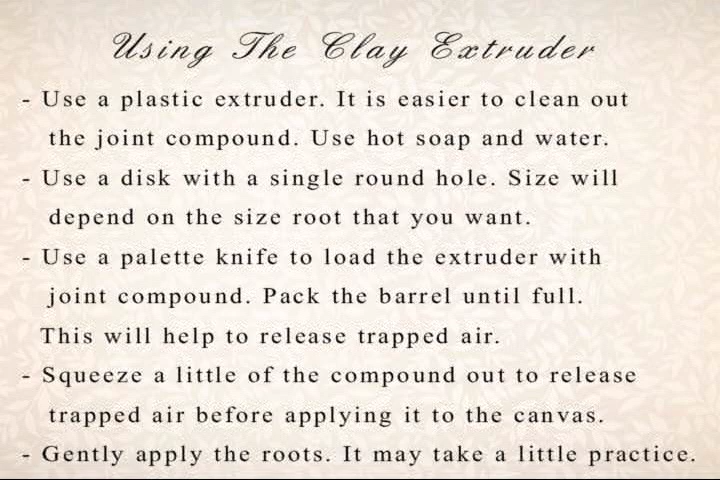 Using The Clay Extruder
- Use a plastic extruder. It is easier to clean out
the joint compound. Use hot soap and water.
- Use a disk with a single round hole. Size will
depend on the size root that you want.
- Use a palette knife to load the extruder with
joint compound. Pack the barrel until full.
This will help to release trapped air.
- Squeeze a little of the compound out to release
trapped air before applying it to the canvas.
- Gently apply the roots. It may take a little practice.